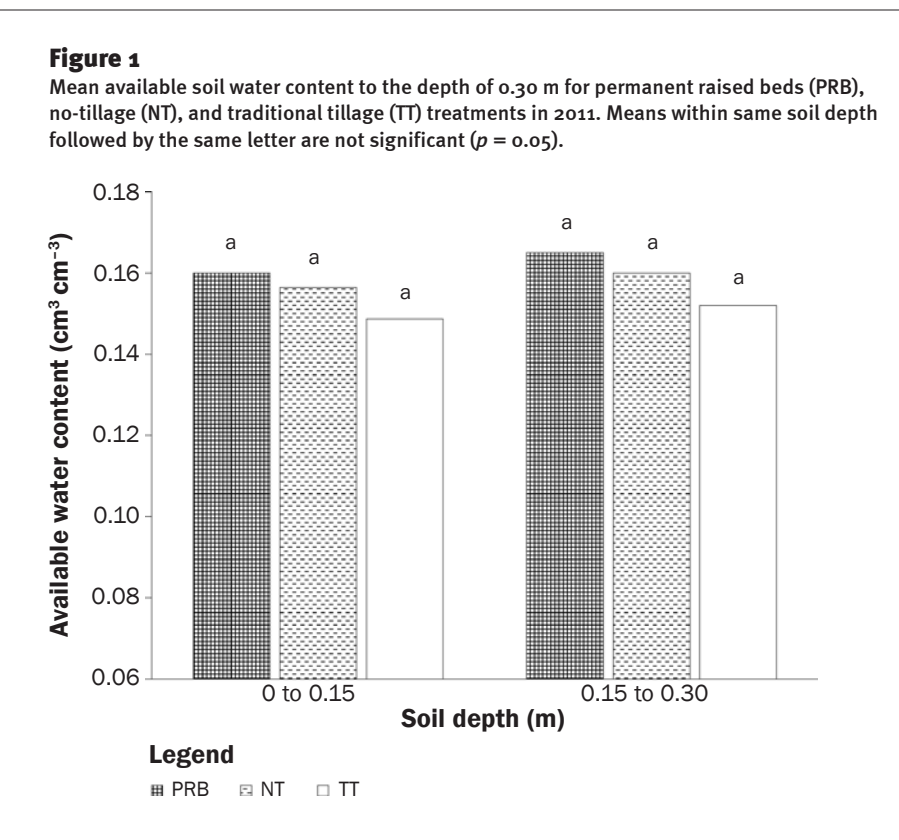 Figure 1
Mean available soil water content to the depth of 0.30 m for permanent raised beds (PRB),
no-tillage (NT), and traditional tillage (TT) treatments in 2011. Means within same soil depth
followed by the same letter are not significant (p = 0.05).
0.18
0.16
0.14
0.12
0.10
0.08
0.06
Available water content (cm³ cm⁻³)
a
a
a
a
a
a
0 to 0.15
0.15 to 0.30
Soil depth (m)
Legend
PRB NT TT